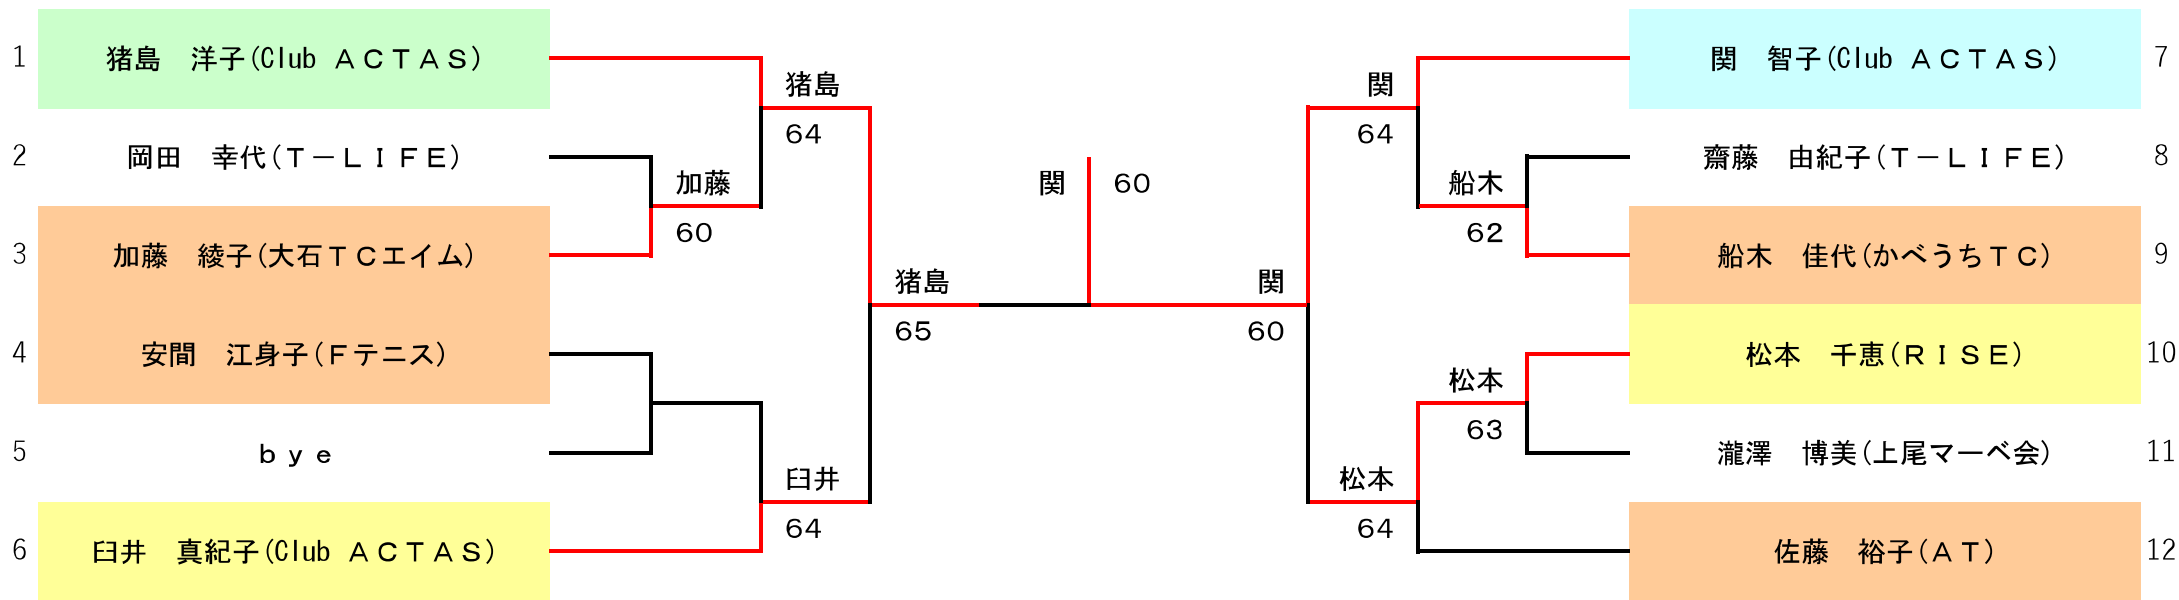 1 猪島　洋子(Club ＡＣＴＡＳ)
2 岡田　幸代(Ｔ－ＬＩＦＥ)
3 加藤　綾子(大石ＴＣエイム)
4 安間　江身子(Ｆテニス)
5 ｂｙｅ
6 臼井　真紀子(Club ＡＣＴＡＳ)
加藤
60
猪島
64
臼井
64
猪島
65
関 60
関
60
関
64
松本
64
船木
62
松本
63
関　智子(Club ＡＣＴＡＳ) 7
齋藤　由紀子(Ｔ－ＬＩＦＥ) 8
船木　佳代(かべうちＴＣ) 9
松本　千恵(ＲＩＳＥ) 10
瀧澤　博美(上尾マーベ会) 11
佐藤　裕子(ＡＴ) 12